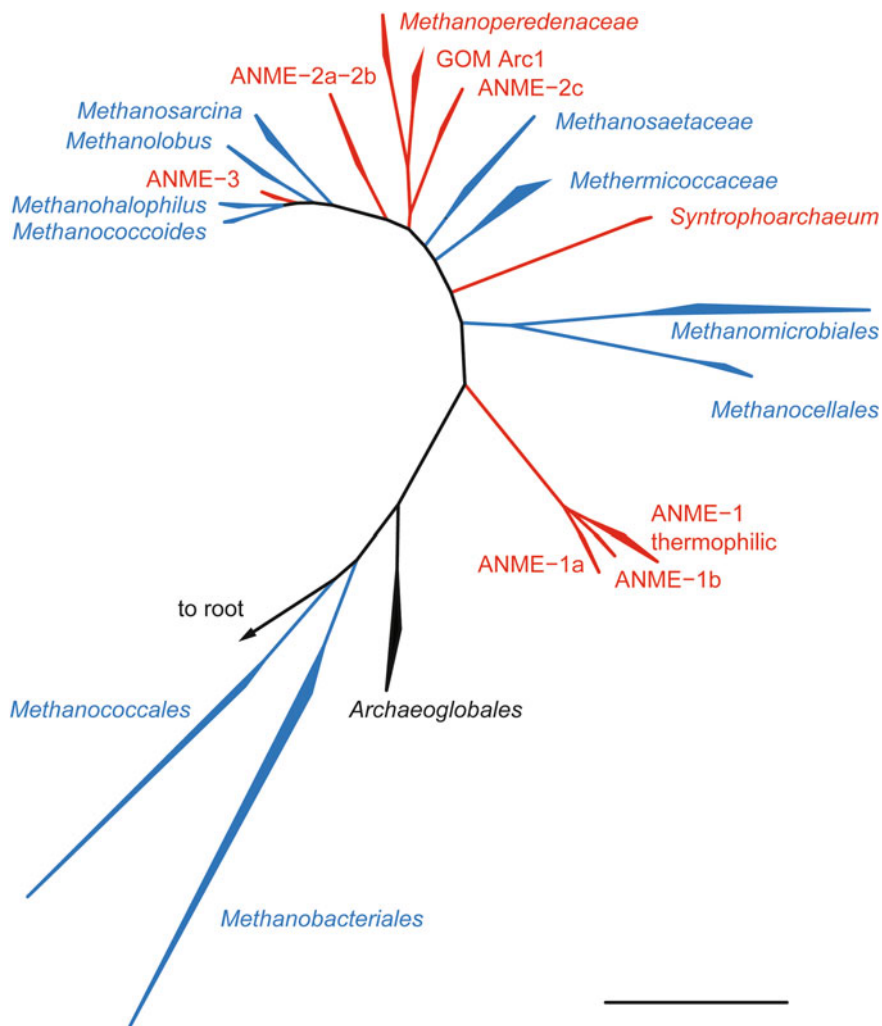 Methanoperedenaceae
GOM Arc1
ANME-2a-2b
ANME-2c
Methanosarcina
Methanosaetaceae
Methanolobus
ANME-3
Methermicoccaceae
Methanohalophilus
Syntrophoarchaeum
Methanococcoides
Methanomicrobiales
Methanocellales
ANME-1
thermophilic
ANME-1a
ANME-1b
to root
Methanococcales
Archaeoglobales
Methanobacteriales